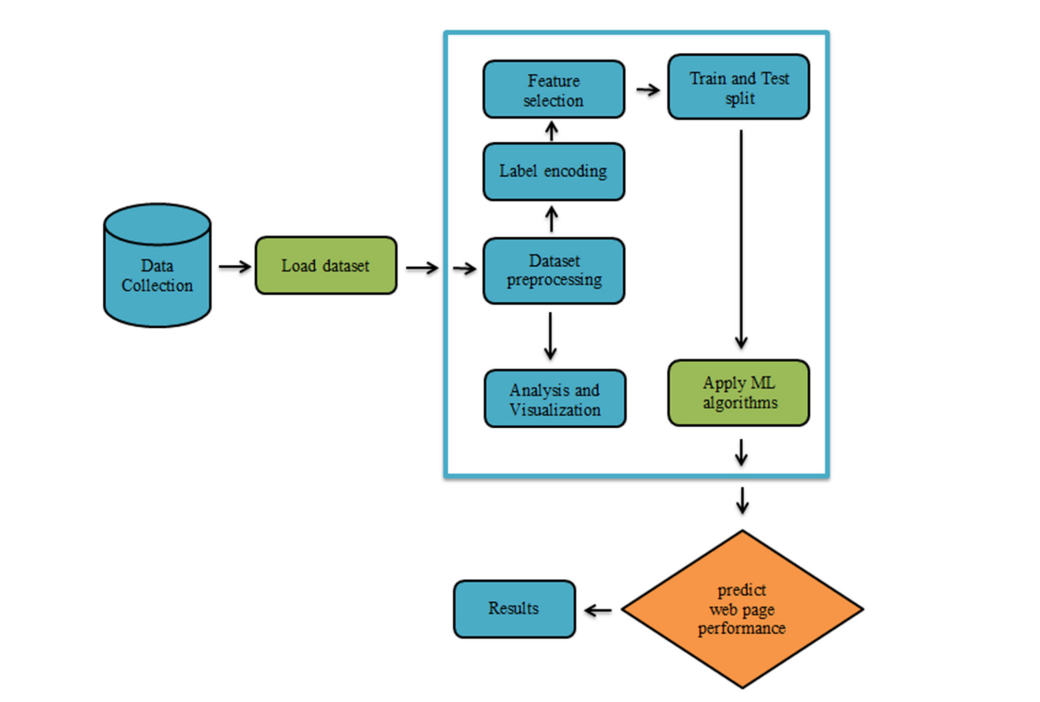 Data
Collection
Load dataset
Dataset
preprocessing
Label encoding
Feature
selection
Train and Test
split
Analysis and
Visualization
Apply ML
algorithms
predict
web page
performance
Results